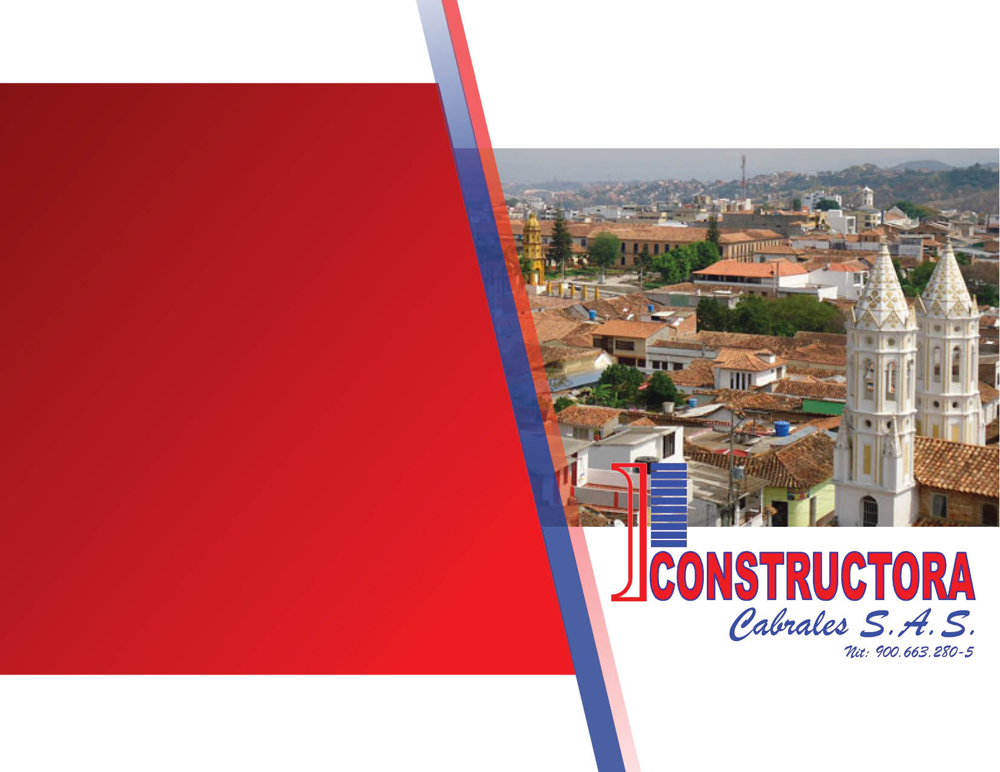 CONSTRUCTORA
Cabrales S.A.S.
Nit: 900.663.280-5